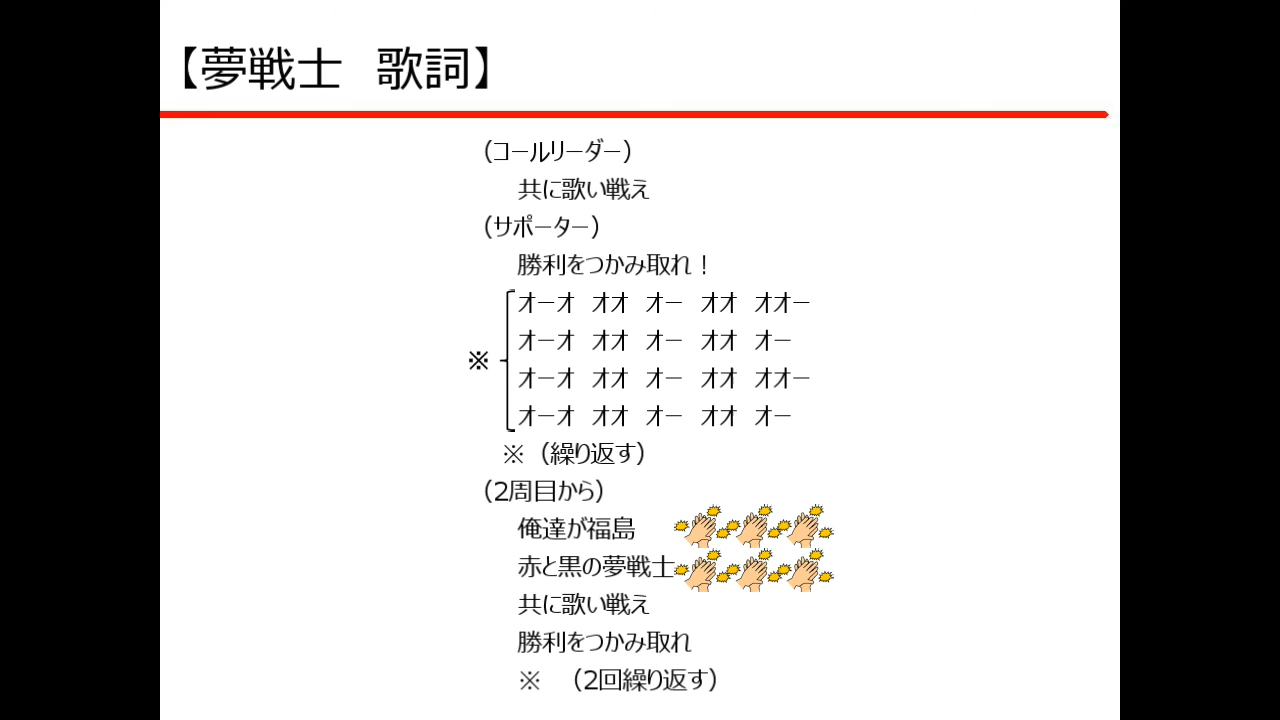 【夢戦士　歌詞】
（コールリーダー）
共に歌い戦え
（サポーター）
勝利をつかみ取れ！
オーオ　オオ　オー　オオ　オオー
オーオ　オオ　オー　オオ　オー
※ オーオ　オオ　オー　オオ　オオー
オーオ　オオ　オー　オオ　オー
※（繰り返す）
（2周目から）
俺達が福島
赤と黒の夢戦士
共に歌い戦え
勝利をつかみ取れ
※　（2回繰り返す）